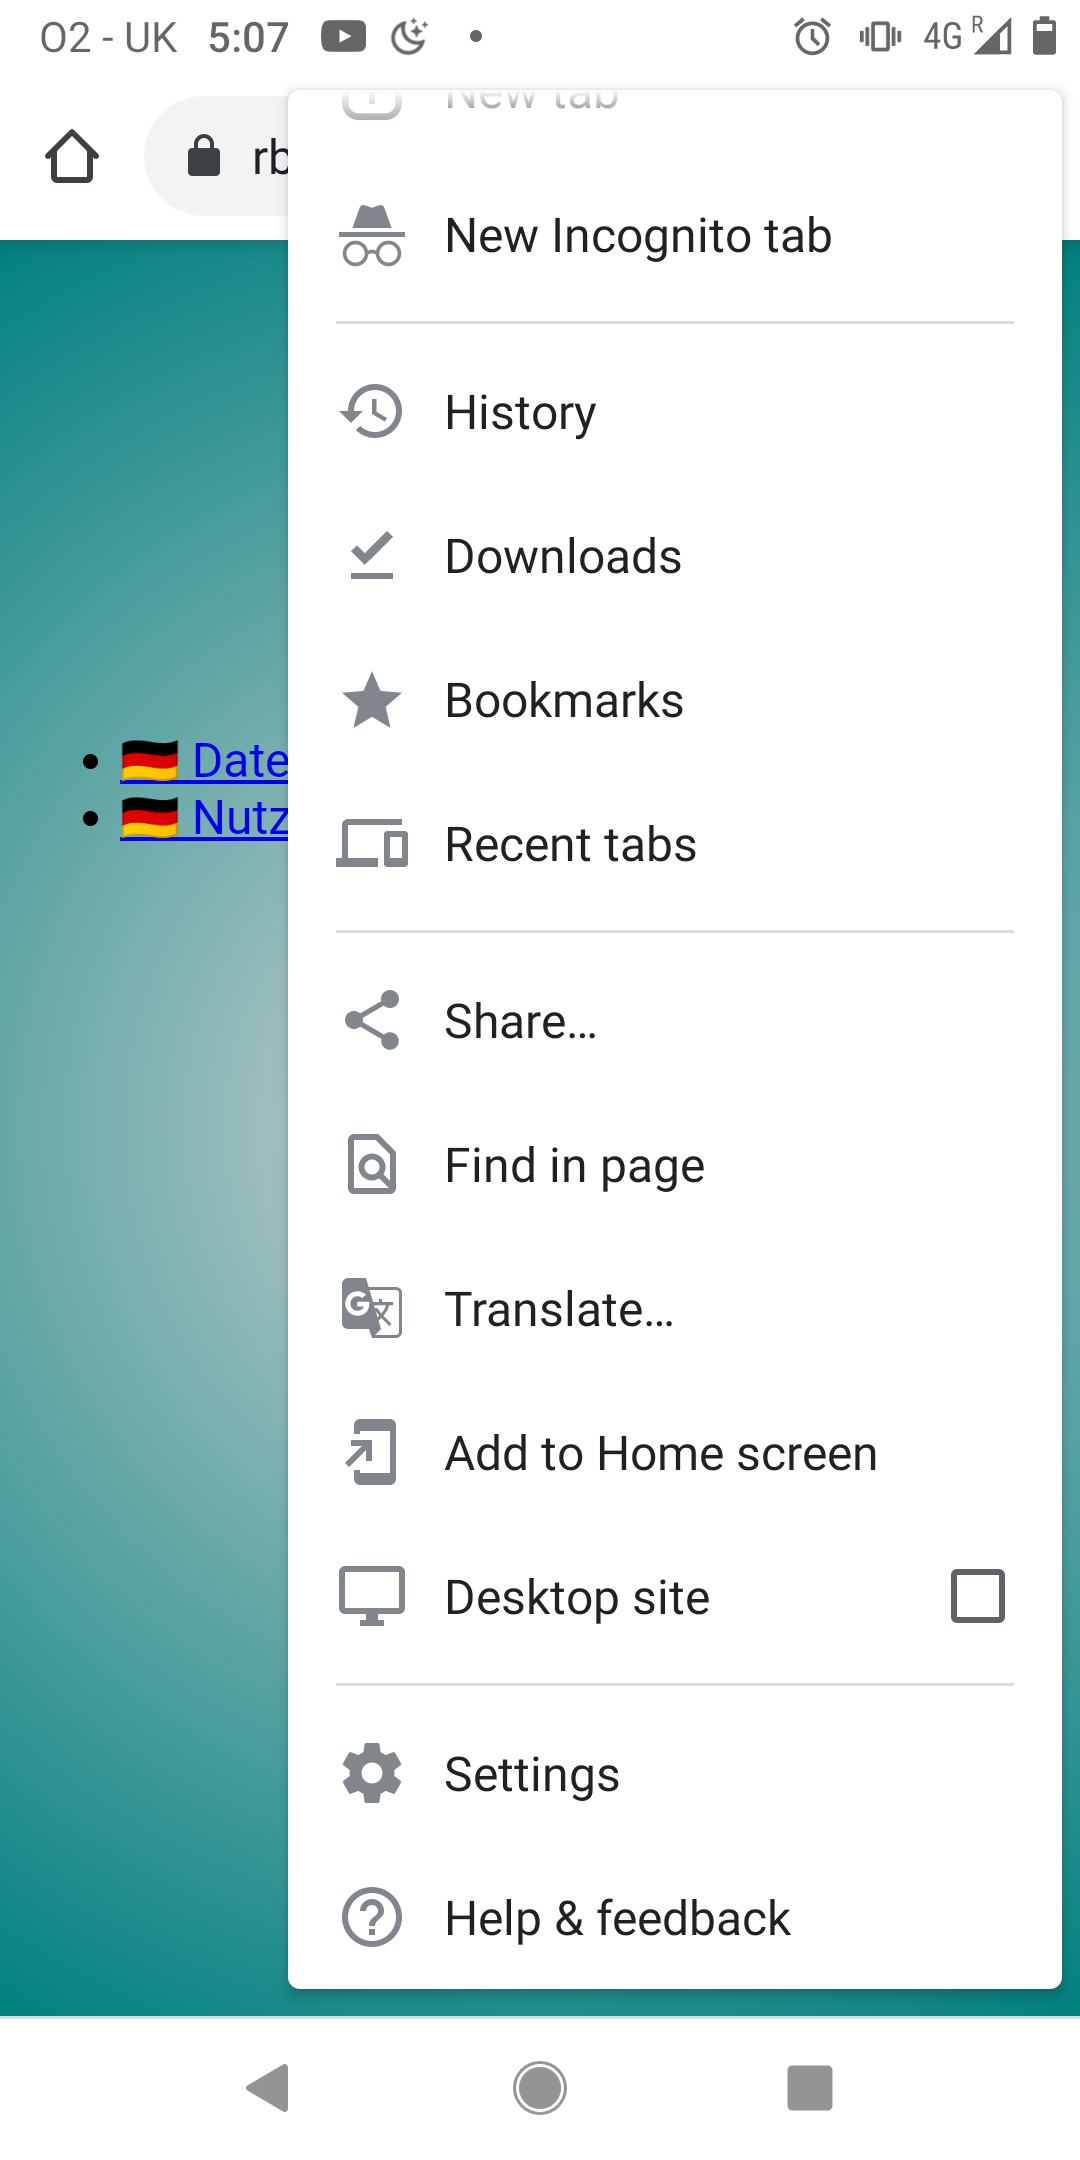 O2 - UK 5:07 4G R
New tab
rb
New Incognito tab
History
Downloads
Bookmarks
🇩🇪 Date
🇩🇪 Nutz
Recent tabs
Share...
Find in page
Translate...
Add to Home screen
Desktop site
Settings
Help & feedback